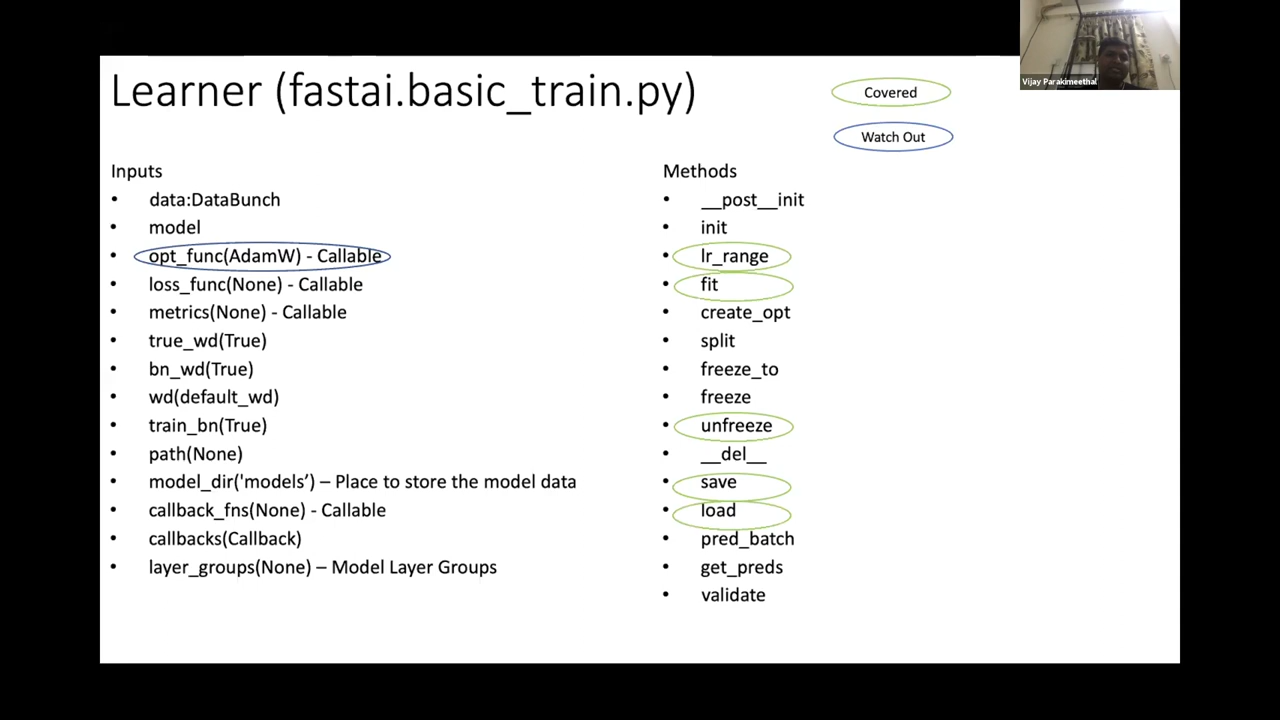 Learner (fastai.basic_train.py)
Covered
Watch Out
Vijay Parakimeethal
Inputs
• data:DataBunch
• model
• opt_func(AdamW) - Callable
• loss_func(None) - Callable
• metrics(None) - Callable
• true_wd(True)
• bn_wd(True)
• wd(default_wd)
• train_bn(True)
• path(None)
• model_dir('models’) – Place to store the model data
• callback_fns(None) - Callable
• callbacks(Callback)
• layer_groups(None) – Model Layer Groups
Methods
• __post__init
• init
• lr_range
• fit
• create_opt
• split
• freeze_to
• freeze
• unfreeze
• __del__
• save
• load
• pred_batch
• get_preds
• validate